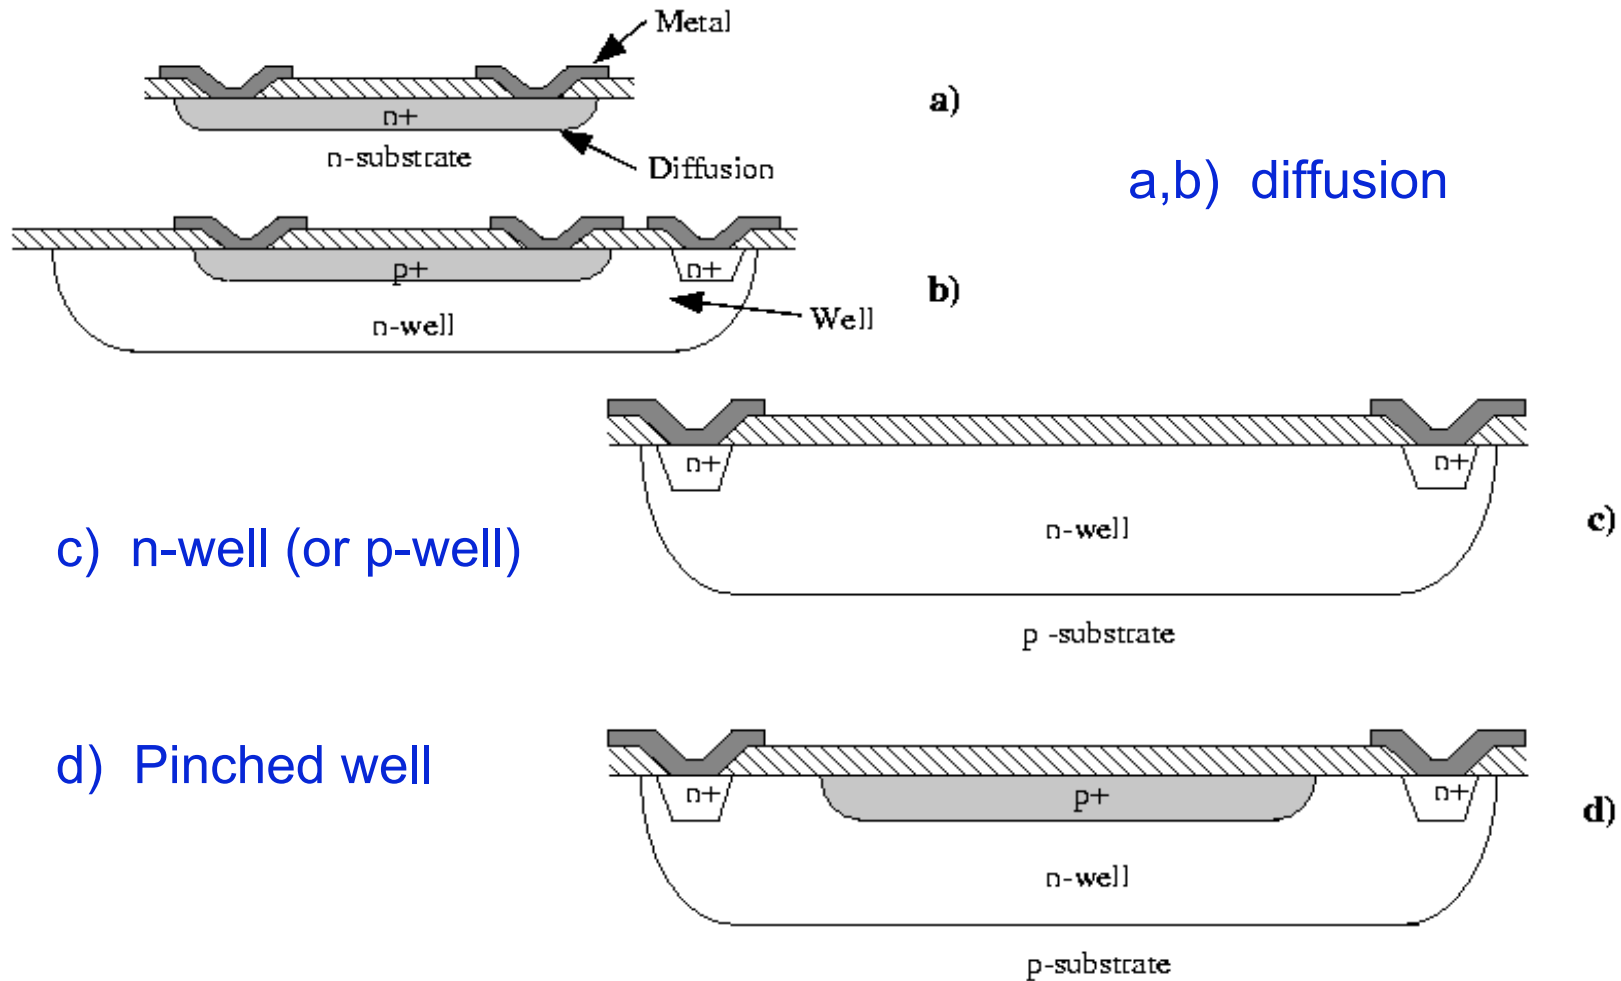 Metal
n+
a)
n-substrate
Diffusion
a,b) diffusion
p+
n+
b)
n-well
Well
n+
n+
n-well
c)
c) n-well (or p-well)
p -substrate
d) Pinched well
n+
p+
n+
d)
n-well
p-substrate